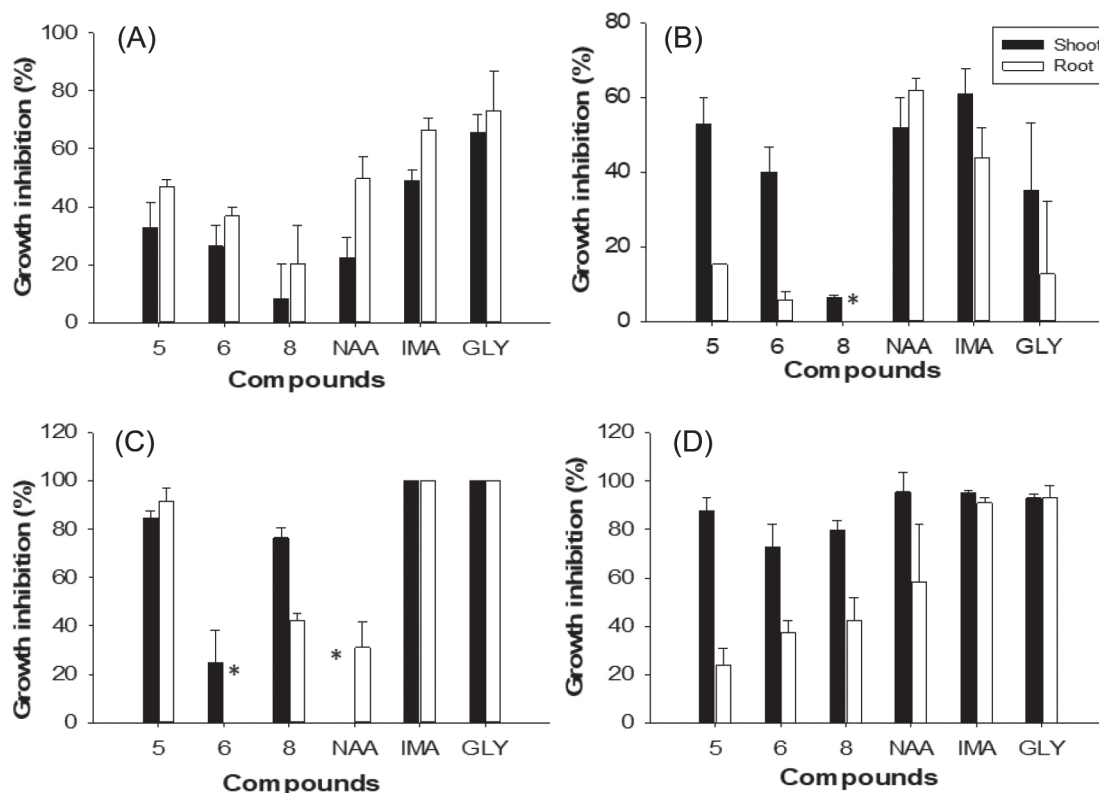 (A)
Growth inhibition (%)
100
80
60
40
20
0
5 6 8 NAA IMA GLY
Compounds
(B)
Shoot
Root
Growth inhibition (%)
80
60
40
20
0
*
5 6 8 NAA IMA GLY
Compounds
(C)
Growth inhibition (%)
120
100
80
60
40
20
0
* *
5 6 8 NAA IMA GLY
Compounds
(D)
Growth inhibition (%)
120
100
80
60
40
20
0
5 6 8 NAA IMA GLY
Compounds